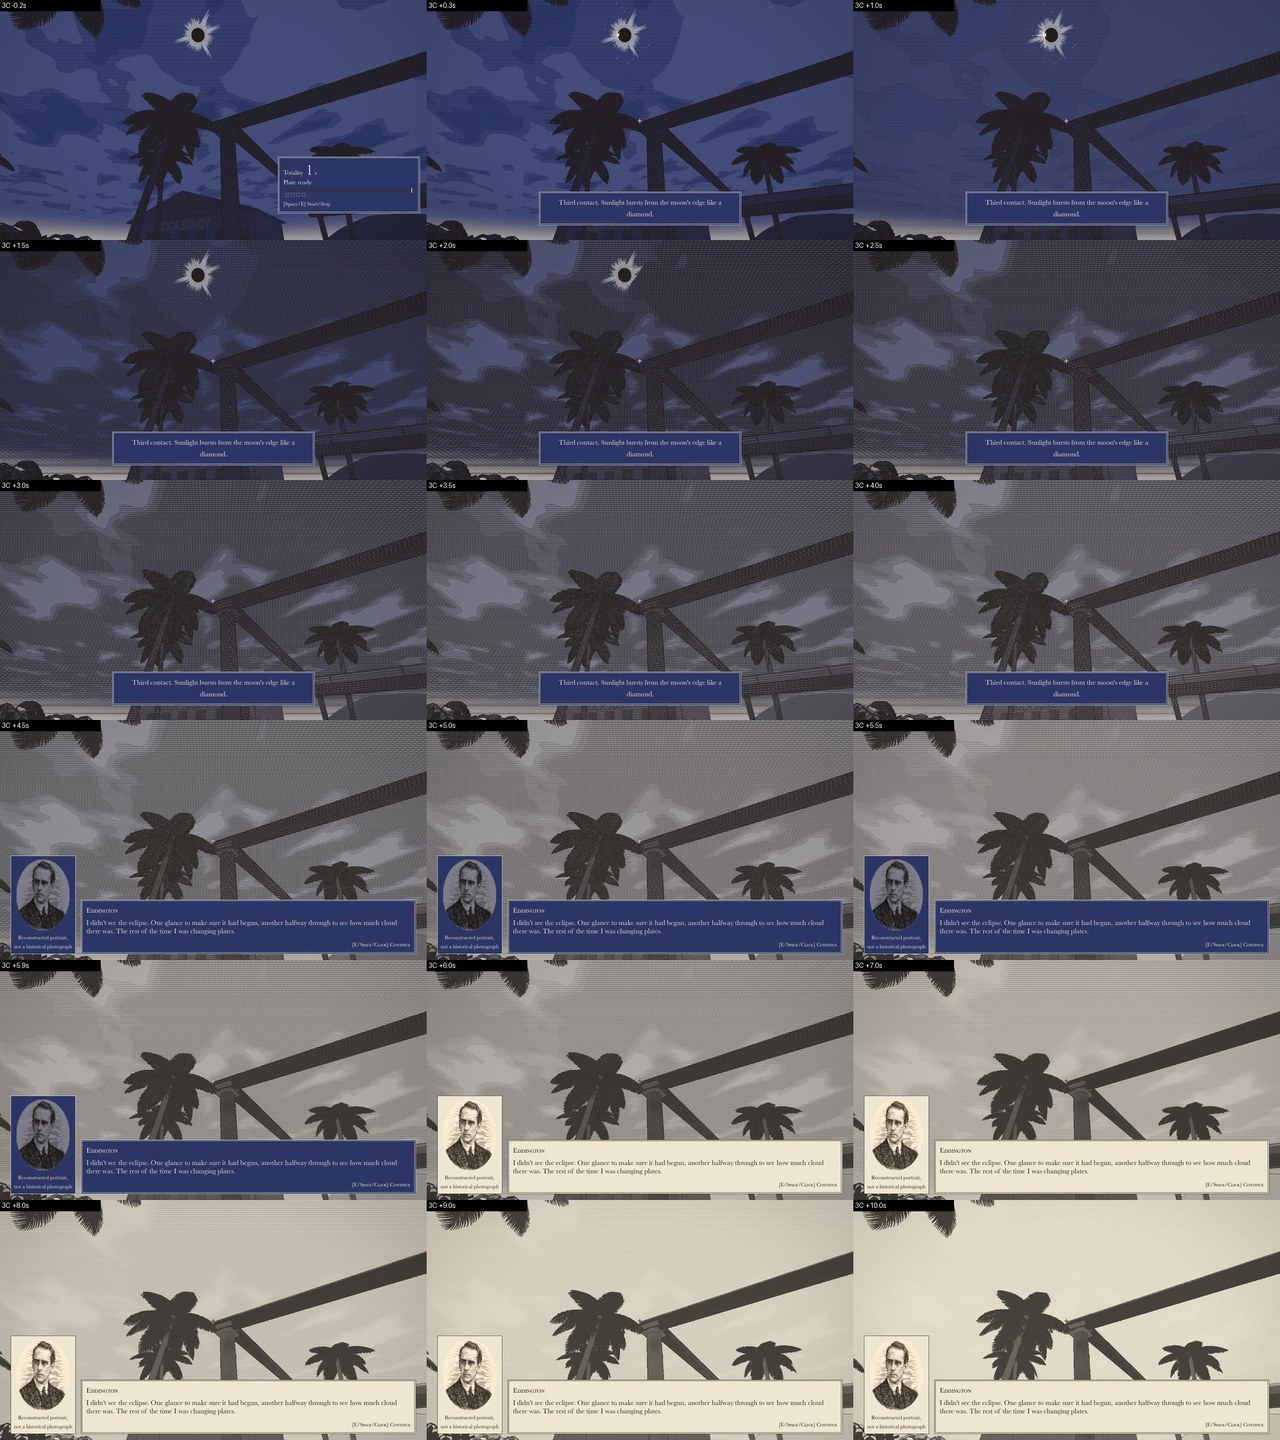 3C -0.2s
3C +0.3s
3C +1.0s
Totality 1 s
Plate ready
[Space/E] Start/Stop
Third contact. Sunlight bursts from the moon's edge like a
diamond.
Third contact. Sunlight bursts from the moon's edge like a
diamond.
3C +1.5s
3C +2.0s
3C +2.5s
Third contact. Sunlight bursts from the moon's edge like a
diamond.
Third contact. Sunlight bursts from the moon's edge like a
diamond.
Third contact. Sunlight bursts from the moon's edge like a
diamond.
3C +3.0s
3C +3.5s
3C +4.0s
Third contact. Sunlight bursts from the moon's edge like a
diamond.
Third contact. Sunlight bursts from the moon's edge like a
diamond.
Third contact. Sunlight bursts from the moon's edge like a
diamond.
3C +4.5s
3C +5.0s
3C +5.5s
Reconstructed portrait,
not a historical photograph
Eddington
I didn't see the eclipse. One glance to make sure it had begun, another halfway through to see how much cloud
there was. The rest of the time I was changing plates.
[E/Space/Click] Continue
Reconstructed portrait,
not a historical photograph
Eddington
I didn't see the eclipse. One glance to make sure it had begun, another halfway through to see how much cloud
there was. The rest of the time I was changing plates.
[E/Space/Click] Continue
Reconstructed portrait,
not a historical photograph
Eddington
I didn't see the eclipse. One glance to make sure it had begun, another halfway through to see how much cloud
there was. The rest of the time I was changing plates.
[E/Space/Click] Continue
3C +5.9s
3C +6.0s
3C +7.0s
Reconstructed portrait,
not a historical photograph
Eddington
I didn't see the eclipse. One glance to make sure it had begun, another halfway through to see how much cloud
there was. The rest of the time I was changing plates.
[E/Space/Click] Continue
Reconstructed portrait,
not a historical photograph
Eddington
I didn't see the eclipse. One glance to make sure it had begun, another halfway through to see how much cloud
there was. The rest of the time I was changing plates.
[E/Space/Click] Continue
Reconstructed portrait,
not a historical photograph
Eddington
I didn't see the eclipse. One glance to make sure it had begun, another halfway through to see how much cloud
there was. The rest of the time I was changing plates.
[E/Space/Click] Continue
3C +8.0s
3C +9.0s
3C +10.0s
Reconstructed portrait,
not a historical photograph
Eddington
I didn't see the eclipse. One glance to make sure it had begun, another halfway through to see how much cloud
there was. The rest of the time I was changing plates.
[E/Space/Click] Continue
Reconstructed portrait,
not a historical photograph
Eddington
I didn't see the eclipse. One glance to make sure it had begun, another halfway through to see how much cloud
there was. The rest of the time I was changing plates.
[E/Space/Click] Continue
Reconstructed portrait,
not a historical photograph
Eddington
I didn't see the eclipse. One glance to make sure it had begun, another halfway through to see how much cloud
there was. The rest of the time I was changing plates.
[E/Space/Click] Continue